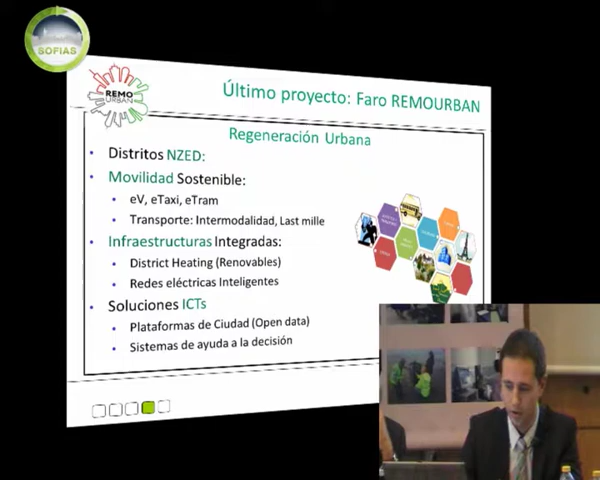 SOFIAS
REMO
URBAN
Último proyecto: Faro REMOURBAN
Regeneración Urbana
• Distritos NZED:
• Movilidad Sostenible:
• eV, eTaxi, eTram
• Transporte: Intermodalidad, Last mille
• Infraestructuras Integradas:
• District Heating (Renovables)
• Redes eléctricas Inteligentes
• Soluciones ICTs
• Plataformas de Ciudad (Open data)
• Sistemas de ayuda a la decisión